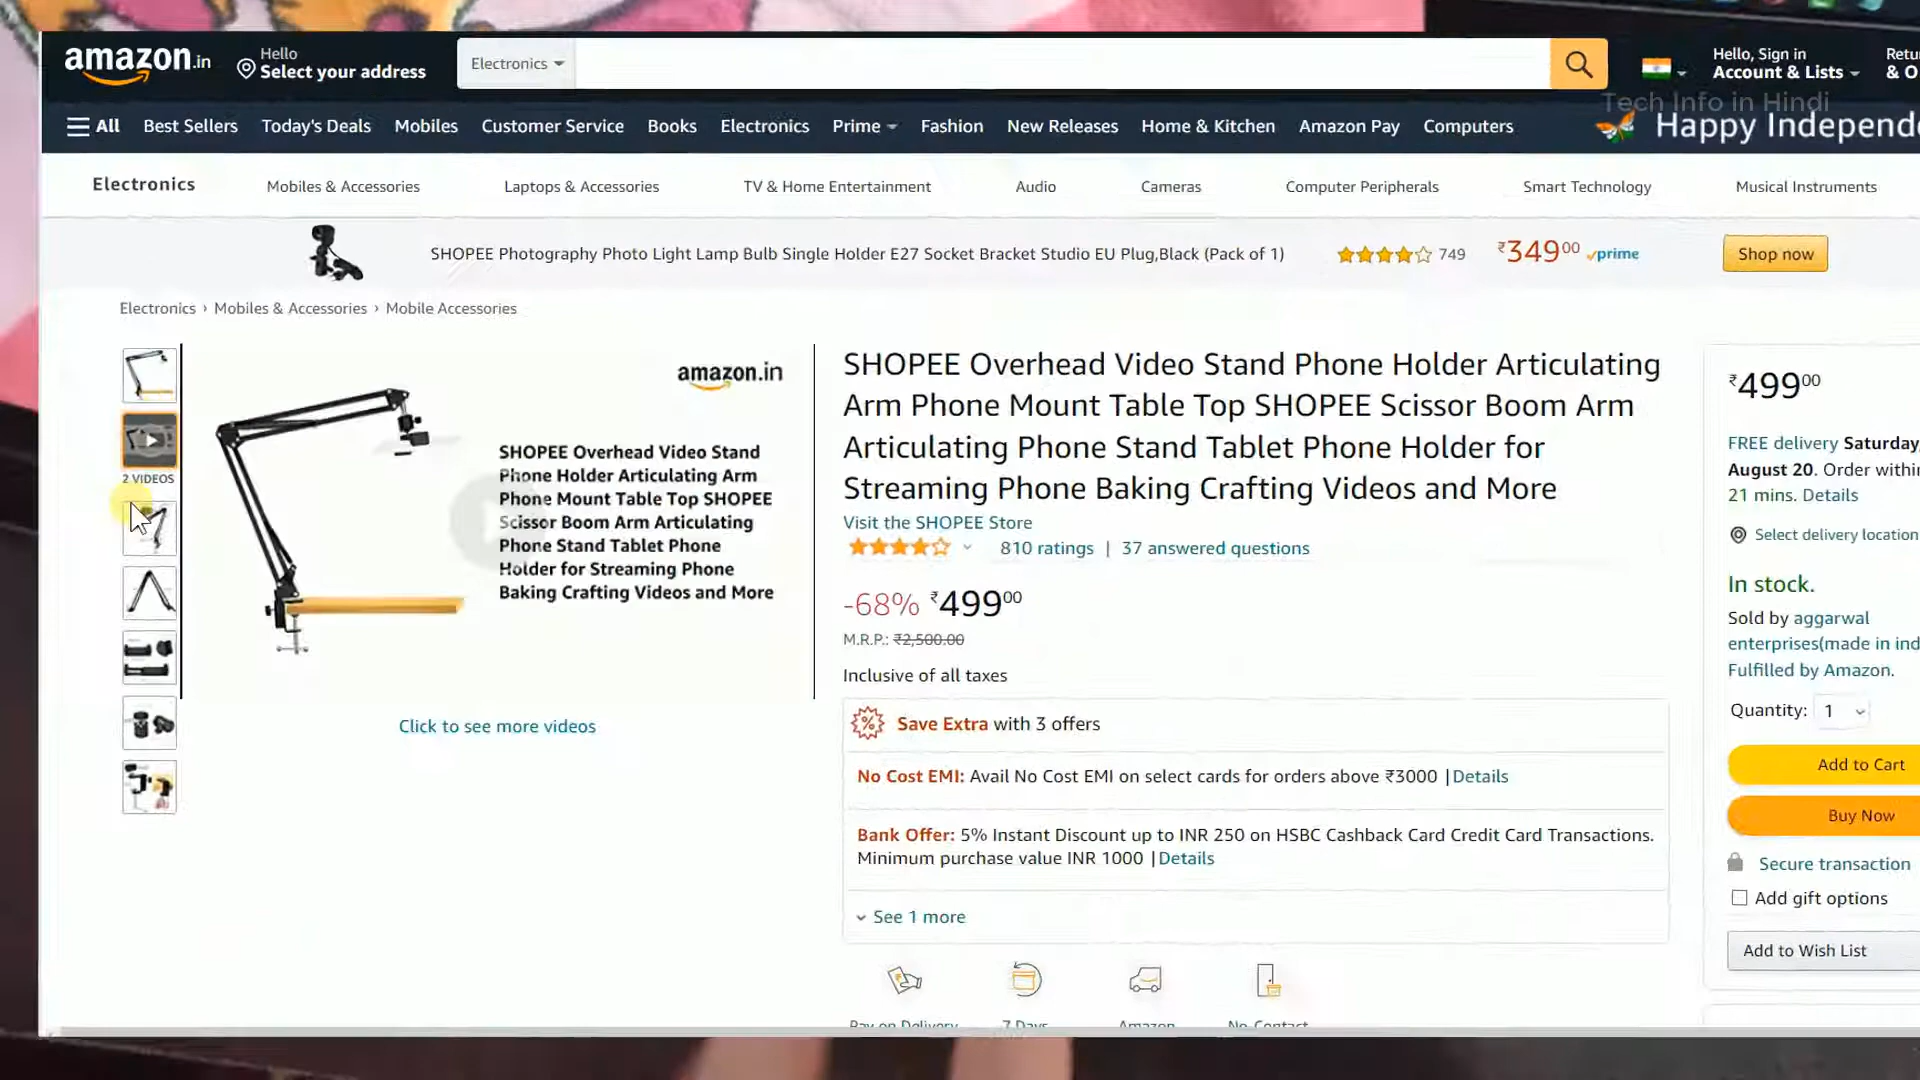 amazon.in
Hello
Select your address
Electronics
Hello, Sign in
Account & Lists
& O
Tech Info in Hindi
All Best Sellers Today's Deals Mobiles Customer Service Books Electronics Prime Fashion New Releases Home & Kitchen Amazon Pay Computers
Happy Independ
Electronics Mobiles & Accessories Laptops & Accessories TV & Home Entertainment Audio Cameras Computer Peripherals Smart Technology Musical Instruments
SHOPEE Photography Photo Light Lamp Bulb Single Holder E27 Socket Bracket Studio EU Plug,Black (Pack of 1) 749 ₹34900 prime Shop now
Electronics › Mobiles & Accessories › Mobile Accessories
2 VIDEOS
amazon.in
SHOPEE Overhead Video Stand
Phone Holder Articulating Arm
Phone Mount Table Top SHOPEE
Scissor Boom Arm Articulating
Phone Stand Tablet Phone
Holder for Streaming Phone
Baking Crafting Videos and More
Click to see more videos
SHOPEE Overhead Video Stand Phone Holder Articulating
Arm Phone Mount Table Top SHOPEE Scissor Boom Arm
Articulating Phone Stand Tablet Phone Holder for
Streaming Phone Baking Crafting Videos and More
Visit the SHOPEE Store
810 ratings | 37 answered questions
-68% ₹49900
M.R.P.: ₹2,500.00
Inclusive of all taxes
Save Extra with 3 offers
No Cost EMI: Avail No Cost EMI on select cards for orders above ₹3000 |Details
Bank Offer: 5% Instant Discount up to INR 250 on HSBC Cashback Card Credit Card Transactions.
Minimum purchase value INR 1000 |Details
See 1 more
Pay on Delivery 7 Days Amazon No-Contact
₹49900
FREE delivery Saturday,
August 20. Order within
21 mins. Details
Select delivery location
In stock.
Sold by aggarwal
enterprises(made in ind
Fulfilled by Amazon.
Quantity: 1
Add to Cart
Buy Now
Secure transaction
Add gift options
Add to Wish List